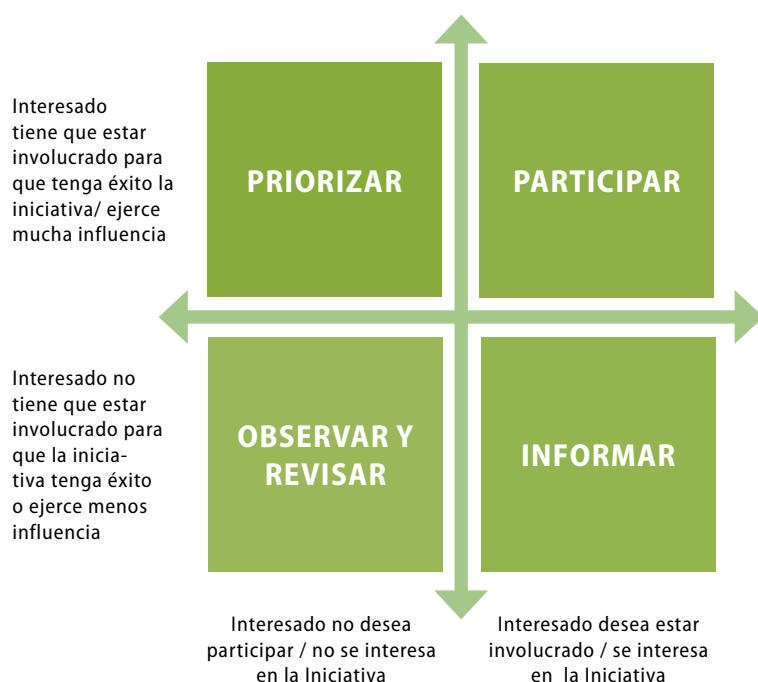 Interesado
tiene que estar
involucrado para
que tenga éxito la
iniciativa/ ejerce
mucha influencia
PRIORIZAR
PARTICIPAR
Interesado no
tiene que estar
involucrado para
que la inicia-
tiva tenga éxito
o ejerce menos
influencia
OBSERVAR Y
REVISAR
INFORMAR
Interesado no desea
participar / no se interesa
en la Iniciativa
Interesado desea estar
involucrado / se interesa
en la Iniciativa